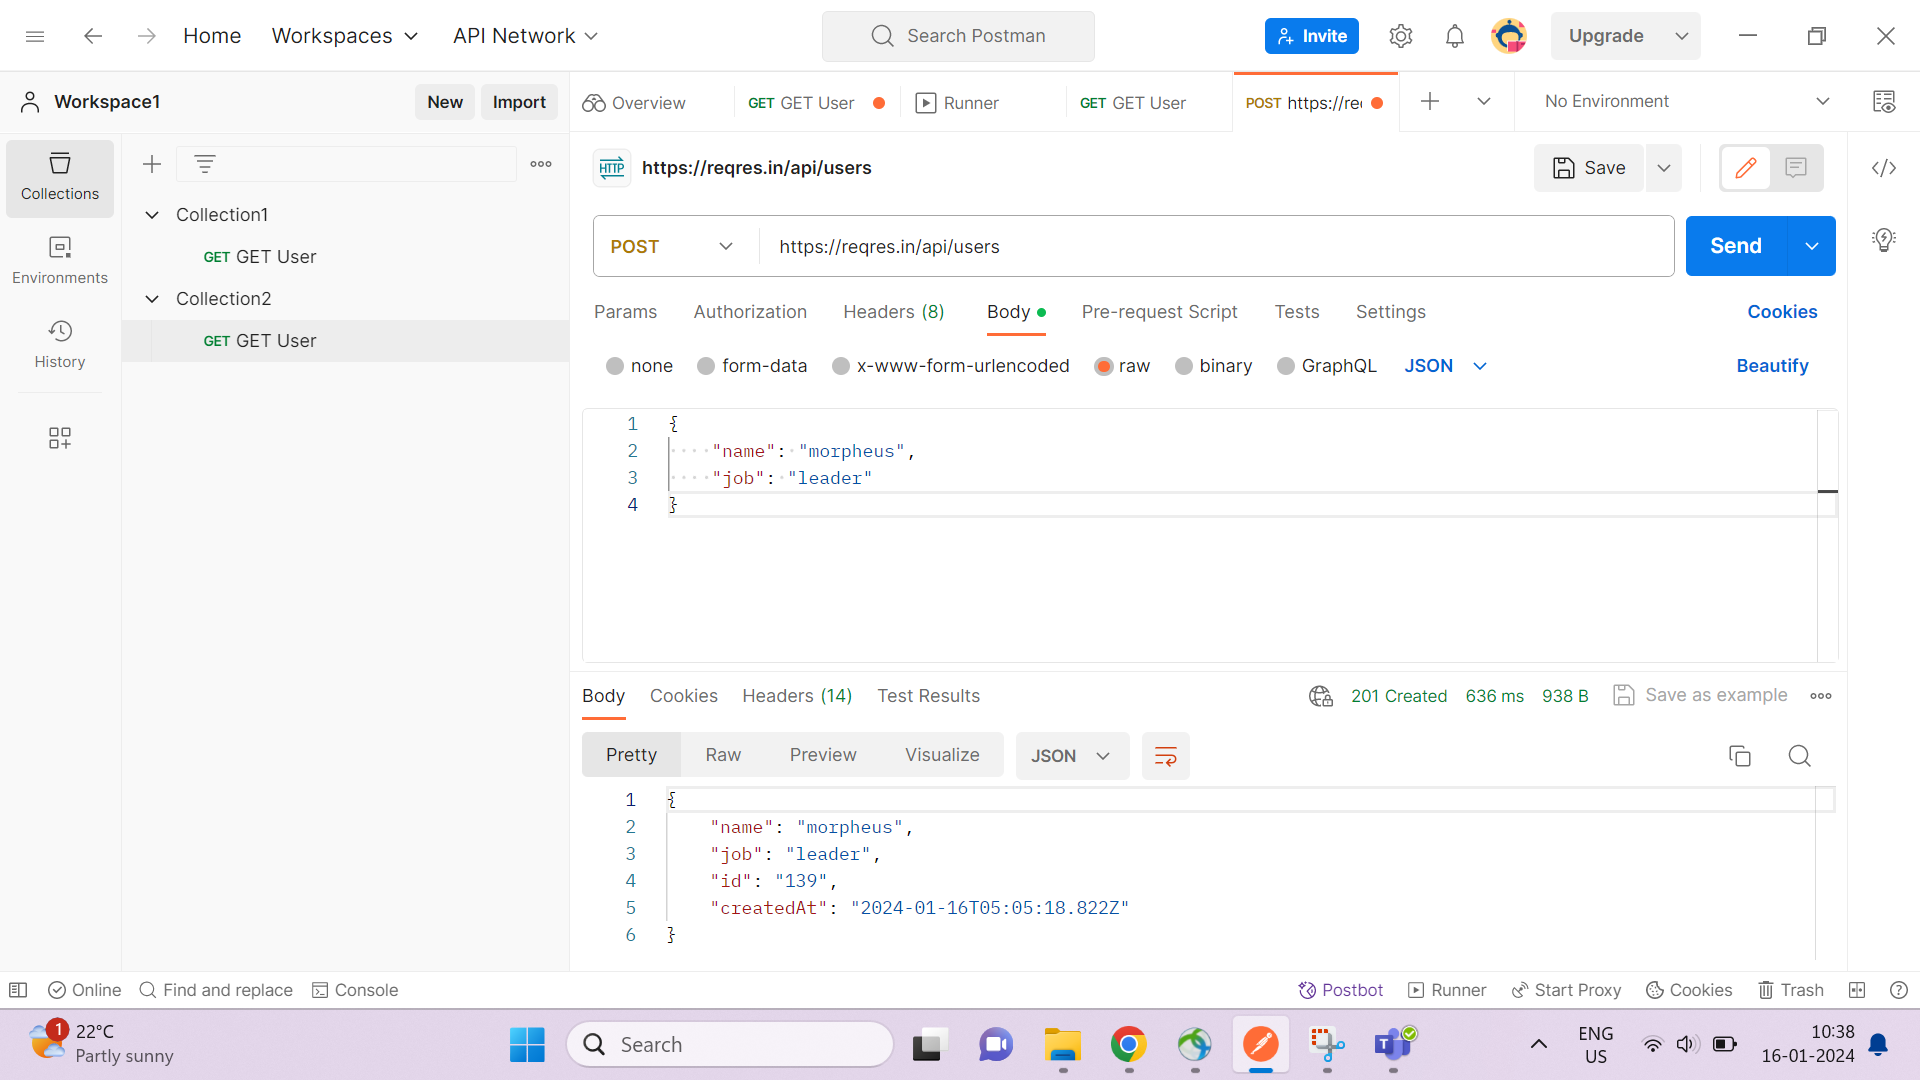 Home Workspaces API Network Search Postman Invite Upgrade
Workspace1 New Import Overview GET GET User Runner GET GET User POST https://re No Environment
Collections
Environments
History
Collection1
GET GET User
Collection2
GET GET User
HTTP https://reqres.in/api/users Save
POST https://reqres.in/api/users Send
Params Authorization Headers (8) Body Pre-request Script Tests Settings Cookies
none form-data x-www-form-urlencoded raw binary GraphQL JSON Beautify
1 {
2 "name": "morpheus",
3 "job": "leader"
4 }
Body Cookies Headers (14) Test Results 201 Created 636 ms 938 B Save as example
Pretty Raw Preview Visualize JSON
1 {
2 "name": "morpheus",
3 "job": "leader",
4 "id": "139",
5 "createdAt": "2024-01-16T05:05:18.822Z"
6 }
Online Find and replace Console Postbot Runner Start Proxy Cookies Trash
1 22°C
Partly sunny
Search
ENG
US
10:38
16-01-2024